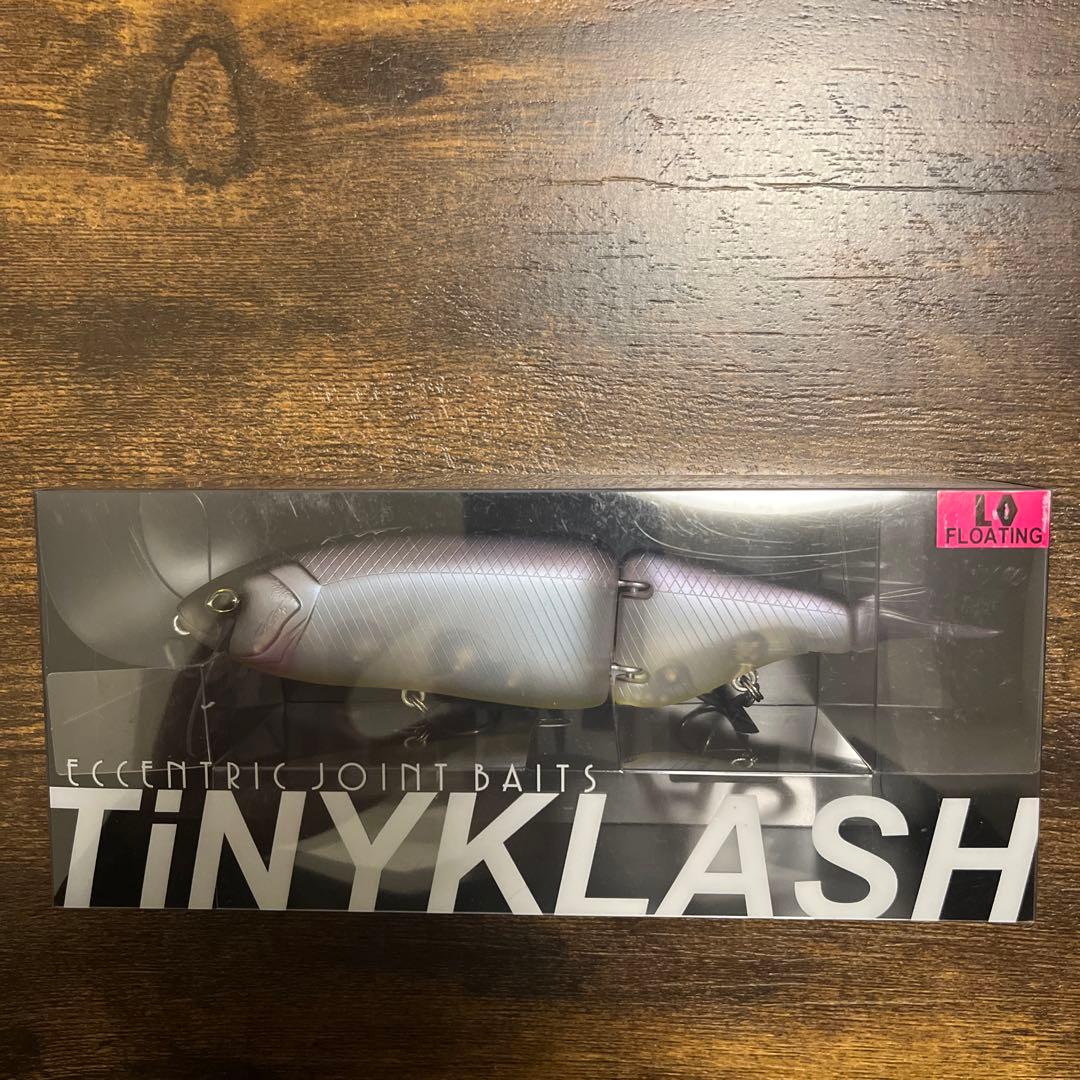 LO
FLOATING
ECCENTRIC JOINT BAITS
TiNYKLASH